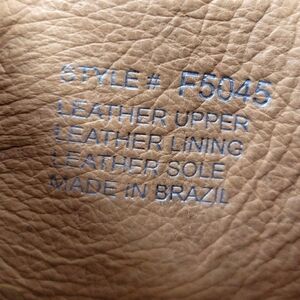 STYLE # F5045
LEATHER UPPER
LEATHER LINING
LEATHER SOLE
MADE IN BRAZIL